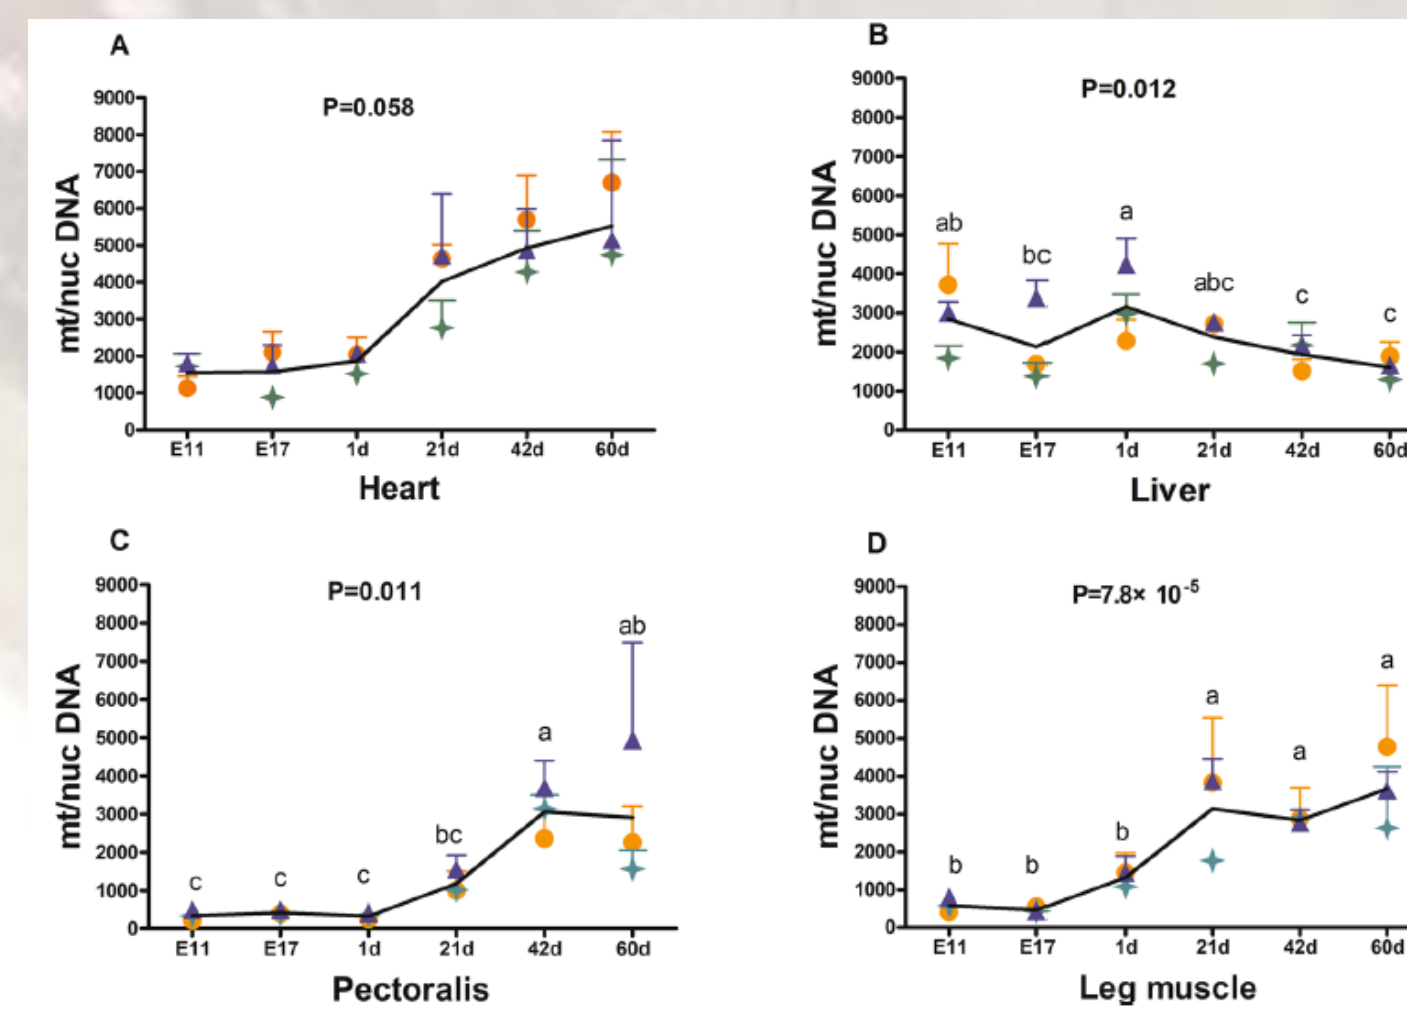 A
P=0.058
mt/nuc DNA
9000
8000
7000
6000
5000
4000
3000
2000
1000
0
E11 E17 1d 21d 42d 60d
Heart
B
P=0.012
mt/nuc DNA
9000
8000
7000
6000
5000
4000
3000
2000
1000
0
ab bc a abc c c
E11 E17 1d 21d 42d 60d
Liver
C
P=0.011
mt/nuc DNA
9000
8000
7000
6000
5000
4000
3000
2000
1000
0
c c c bc a ab
E11 E17 1d 21d 42d 60d
Pectoralis
D
P=7.8× 10⁻⁵
mt/nuc DNA
9000
8000
7000
6000
5000
4000
3000
2000
1000
0
b b b a a a
E11 E17 1d 21d 42d 60d
Leg muscle